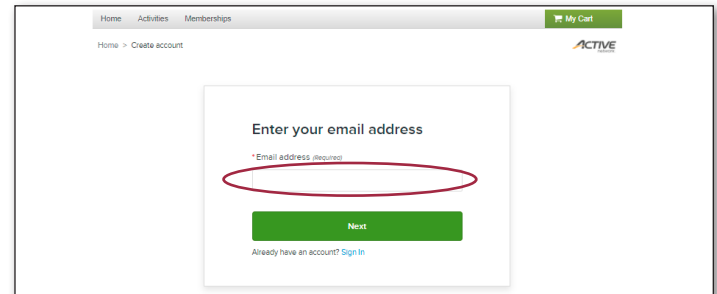 Home Activities Memberships My Cart
Home > Create account
ACTIVE
network
Enter your email address
*Email address (Required)
Next
Already have an account? Sign In